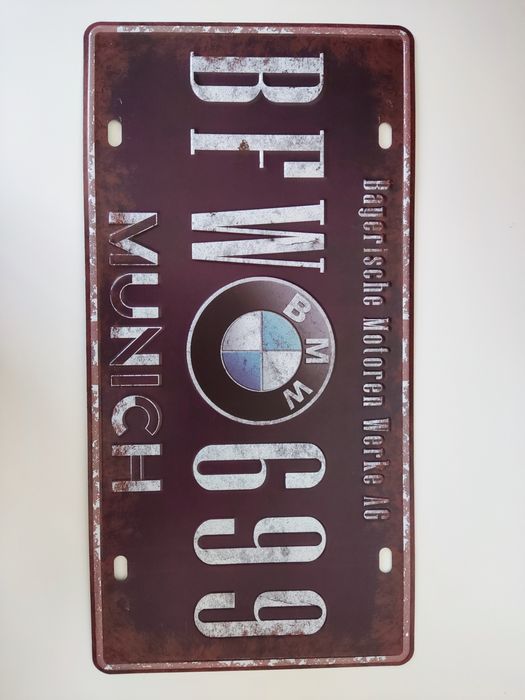 Bayerische Motoren Werke AG
BFW BMW 699
MUNICH